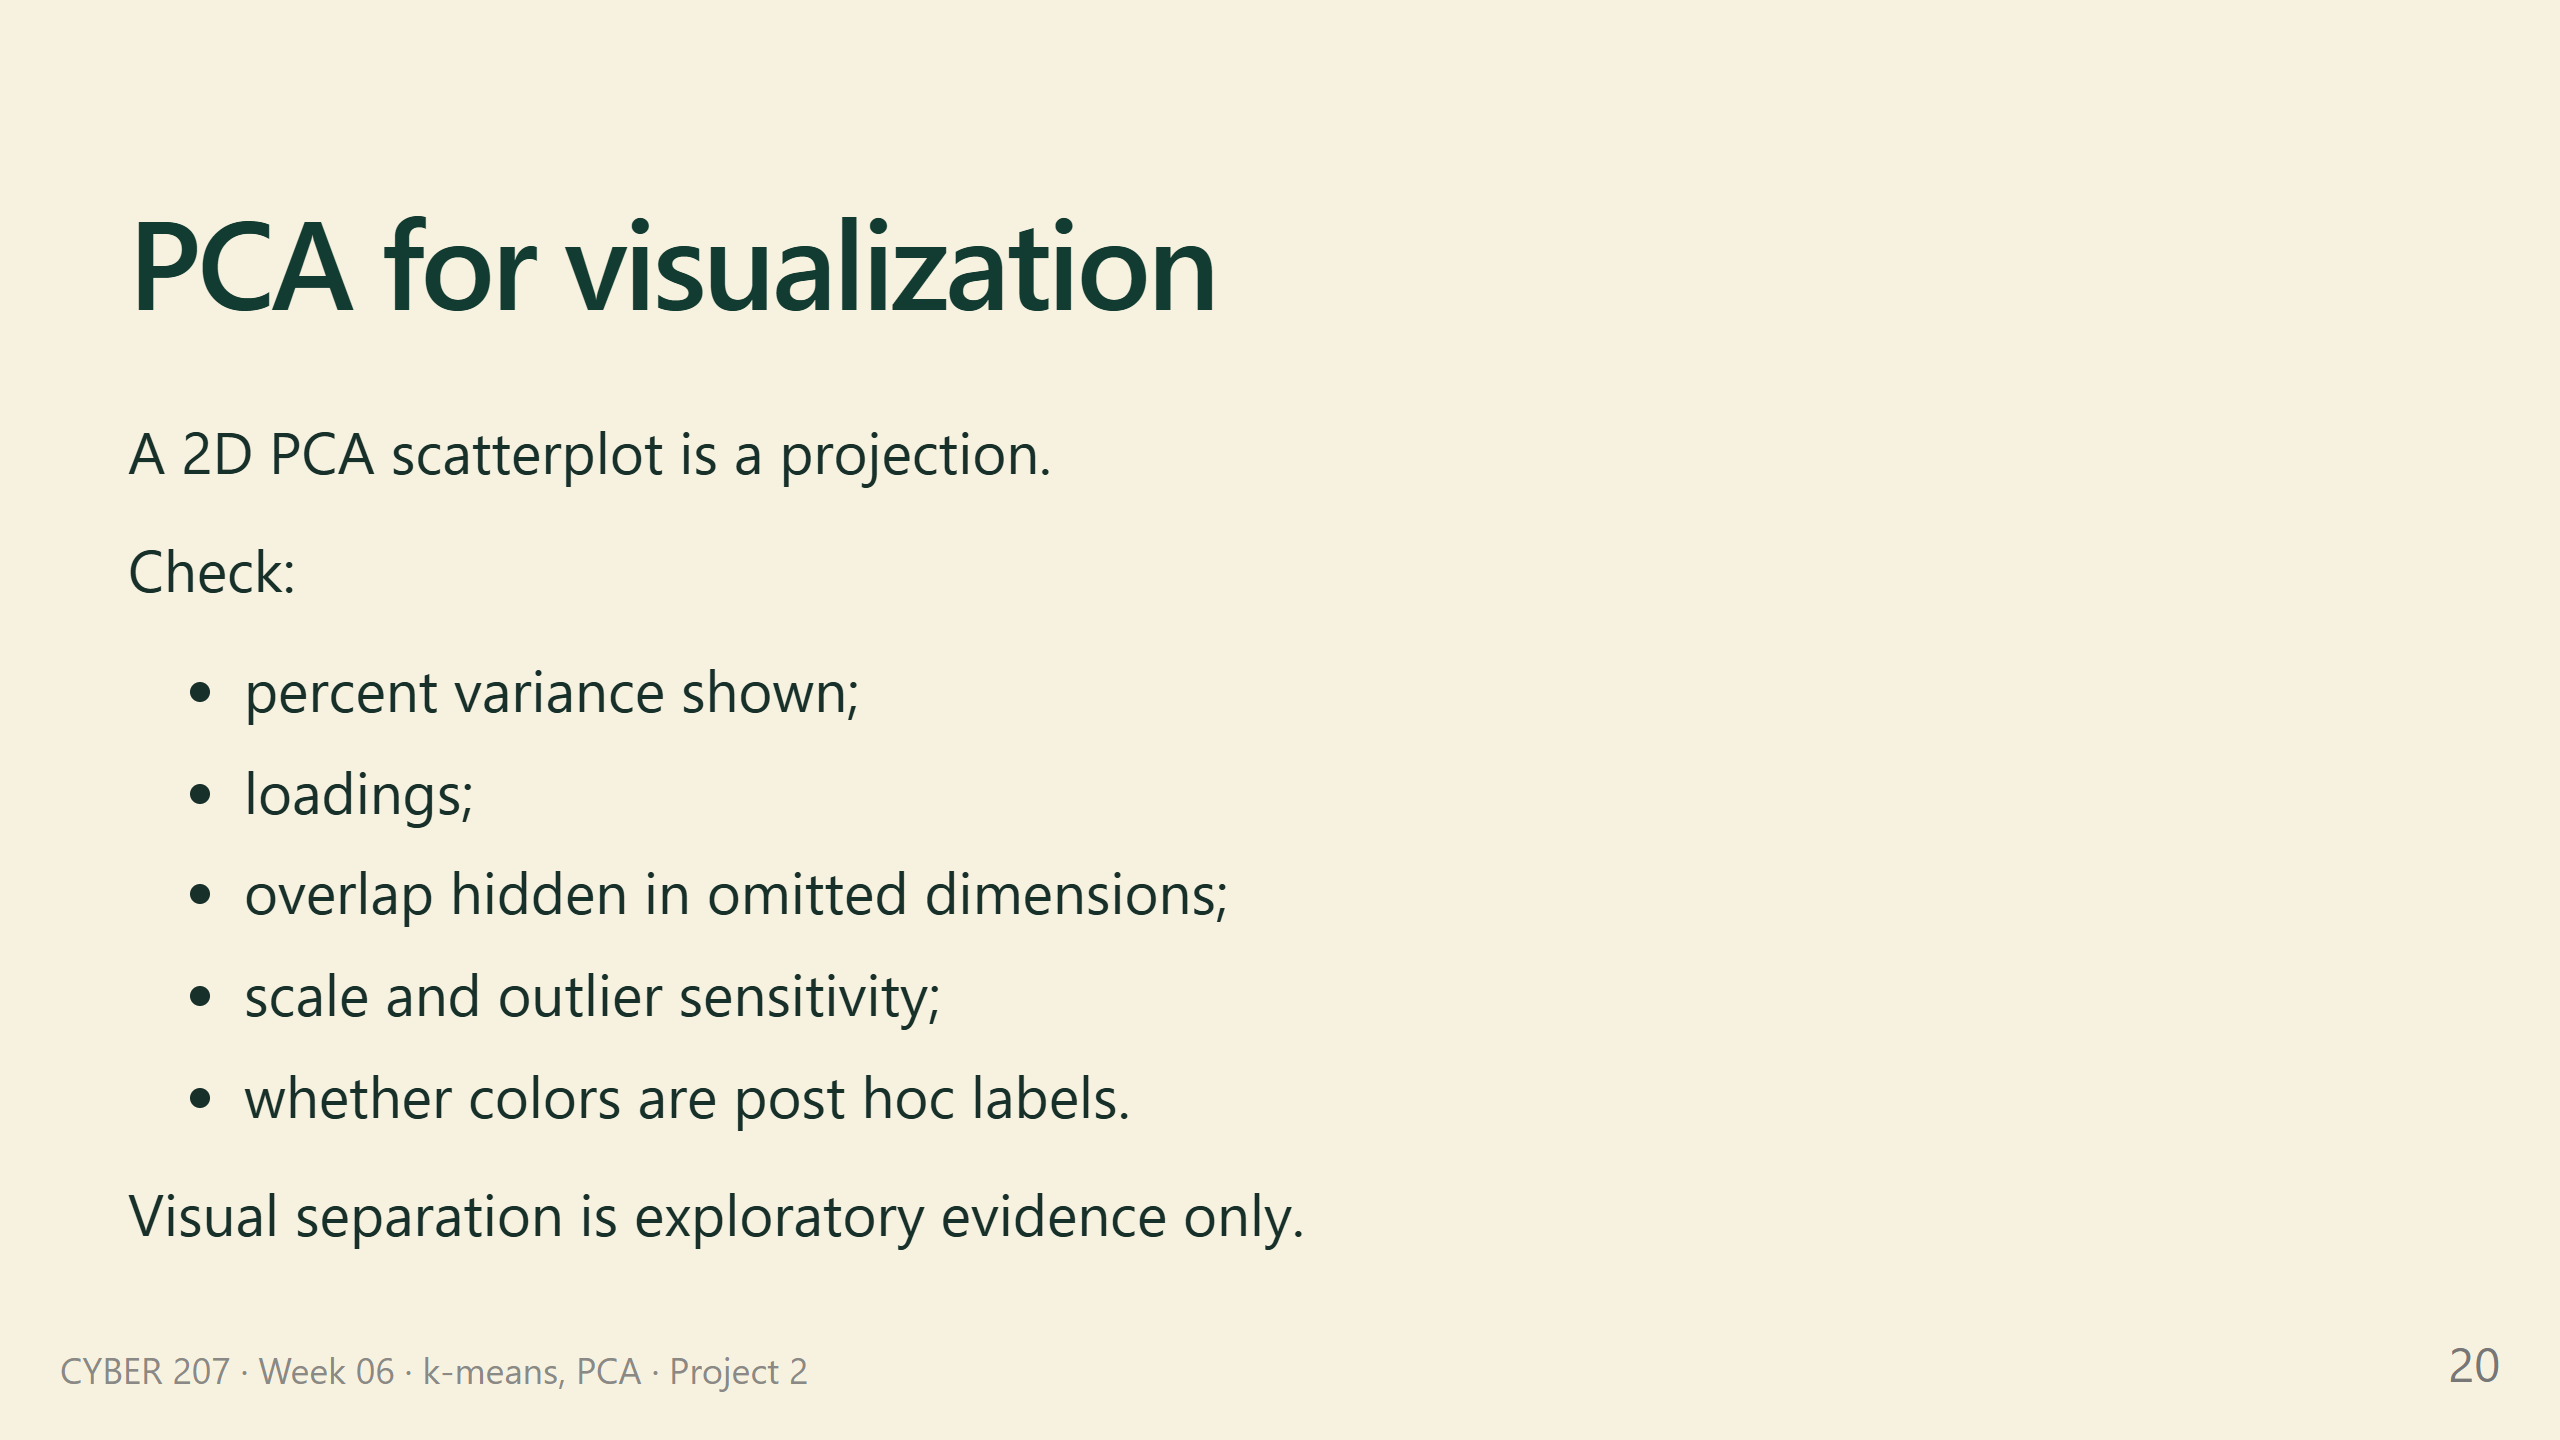 PCA for visualization
A 2D PCA scatterplot is a projection.
Check:
• percent variance shown;
• loadings;
• overlap hidden in omitted dimensions;
• scale and outlier sensitivity;
• whether colors are post hoc labels.
Visual separation is exploratory evidence only.
CYBER 207 · Week 06 · k-means, PCA · Project 2
20